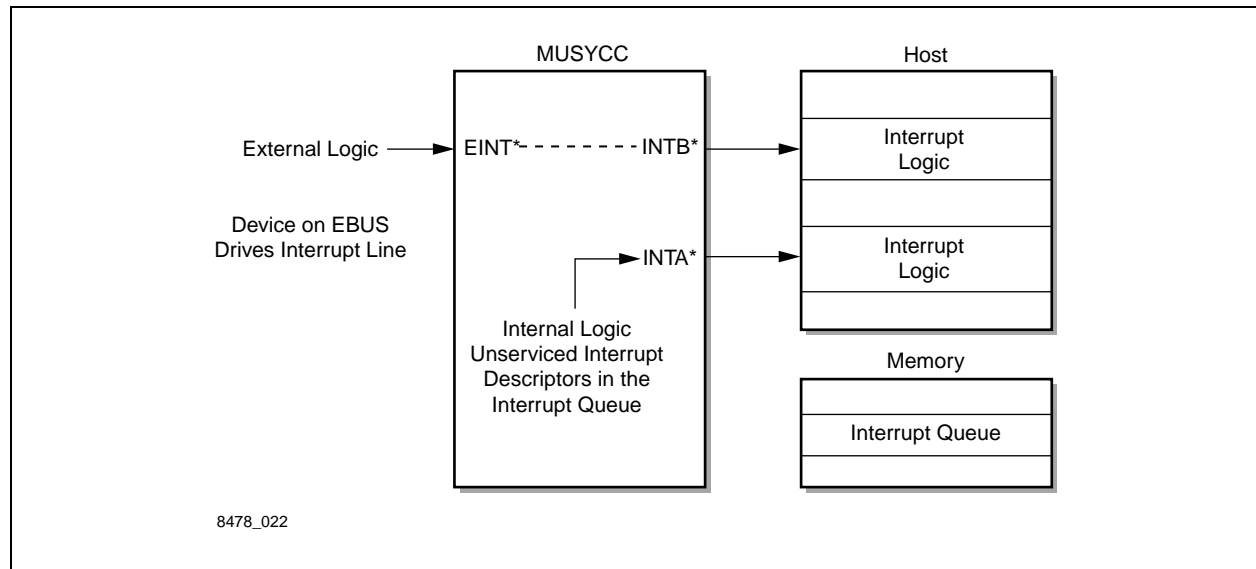 MUSYCC
Host
External Logic
EINT*
INTB*
Interrupt
Logic
Device on EBUS
Drives Interrupt Line
INTA*
Interrupt
Logic
Internal Logic
Unserviced Interrupt
Descriptors in the
Interrupt Queue
Memory
Interrupt Queue
8478_022